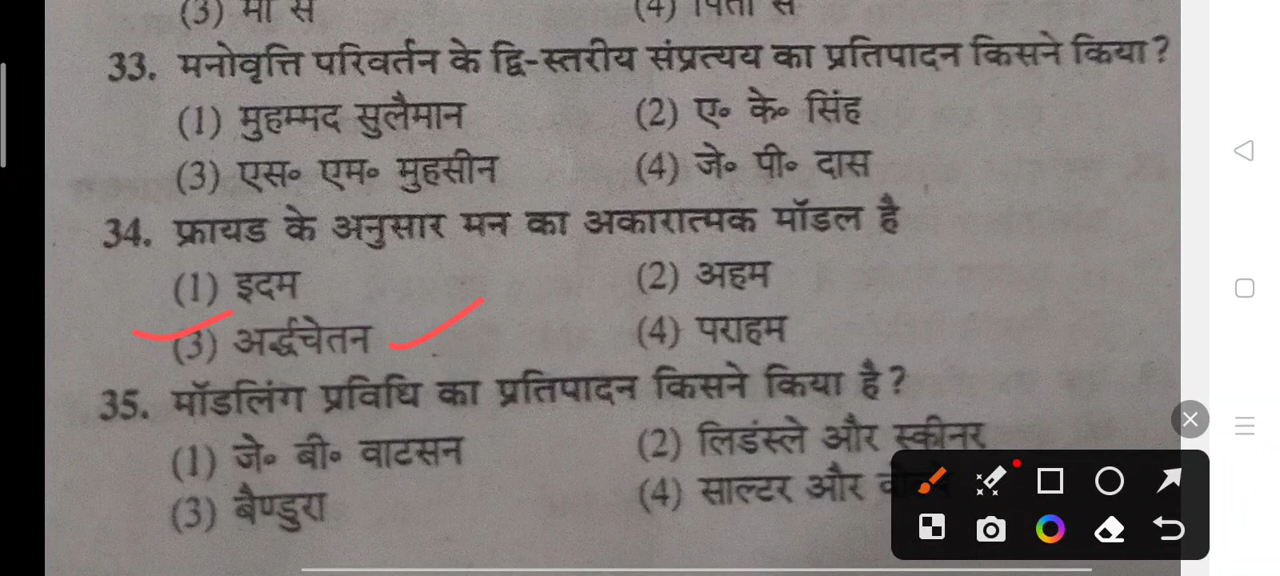 (3) माँ से (4) पिता से
33. मनोवृत्ति परिवर्तन के द्वि-स्तरीय संप्रत्यय का प्रतिपादन किसने किया?
(1) मुहम्मद सुलैमान (2) ए॰ के॰ सिंह
(3) एस॰ एम॰ मुहसीन (4) जे॰ पी॰ दास
34. फ्रायड के अनुसार मन का अकारात्मक मॉडल है
(1) इदम (2) अहम
(3) अर्द्धचेतन (4) पराहम
35. मॉडलिंग प्रविधि का प्रतिपादन किसने किया है?
(1) जे॰ बी॰ वाटसन (2) लिडंस्ले और स्कीनर
(3) बैण्डुरा (4) साल्टर और